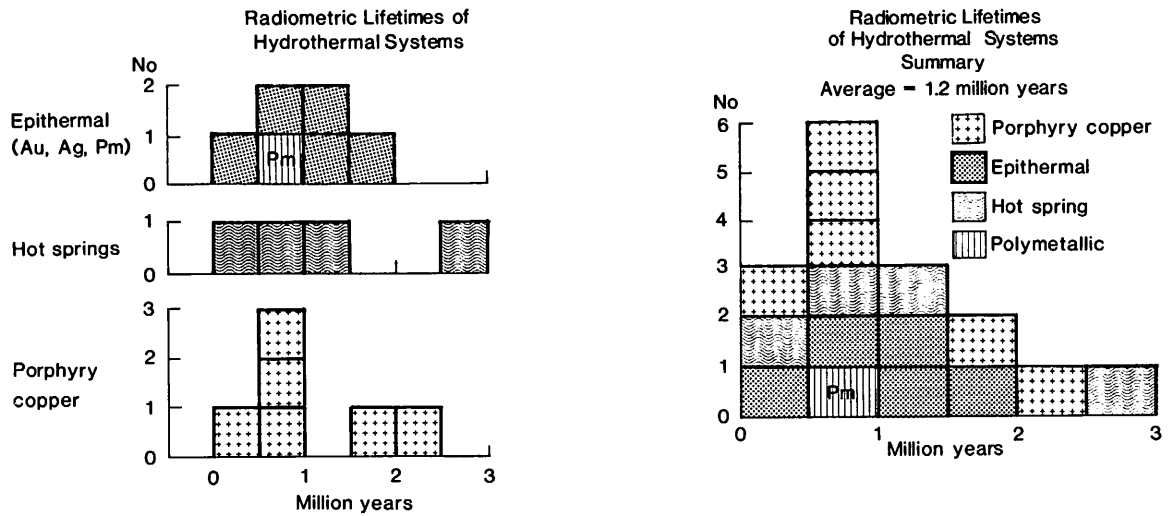 Radiometric Lifetimes of
Hydrothermal Systems
No
2
Epithermal
(Au, Ag, Pm)
1
Pm
0
1
Hot springs
0
3
2
Porphyry
copper
1
0
0 1 2 3
Million years
Radiometric Lifetimes
of Hydrothermal Systems
Summary
Average = 1.2 million years
No
6
5
4
3
2
1
0
Porphyry copper
Epithermal
Hot spring
Polymetallic
Pm
0 1 2 3
Million years